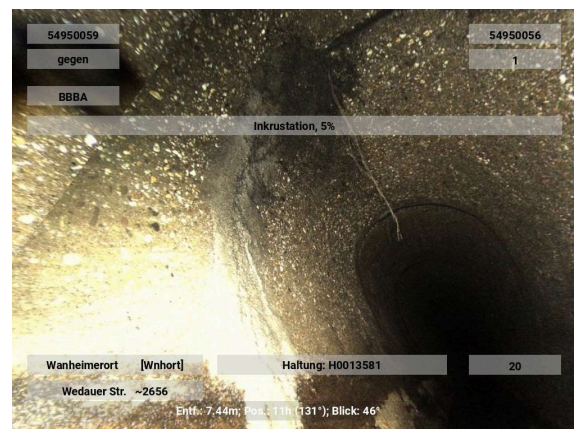 54950059
54950056
gegen
1
BBBA
Inkrustation, 5%
Wanheimerort [Wnhort]
Haltung: H0013581
20
Wedauer Str. ~2656
Entf.: 7.44m; Pos.: 11h (131°); Blick: 46°